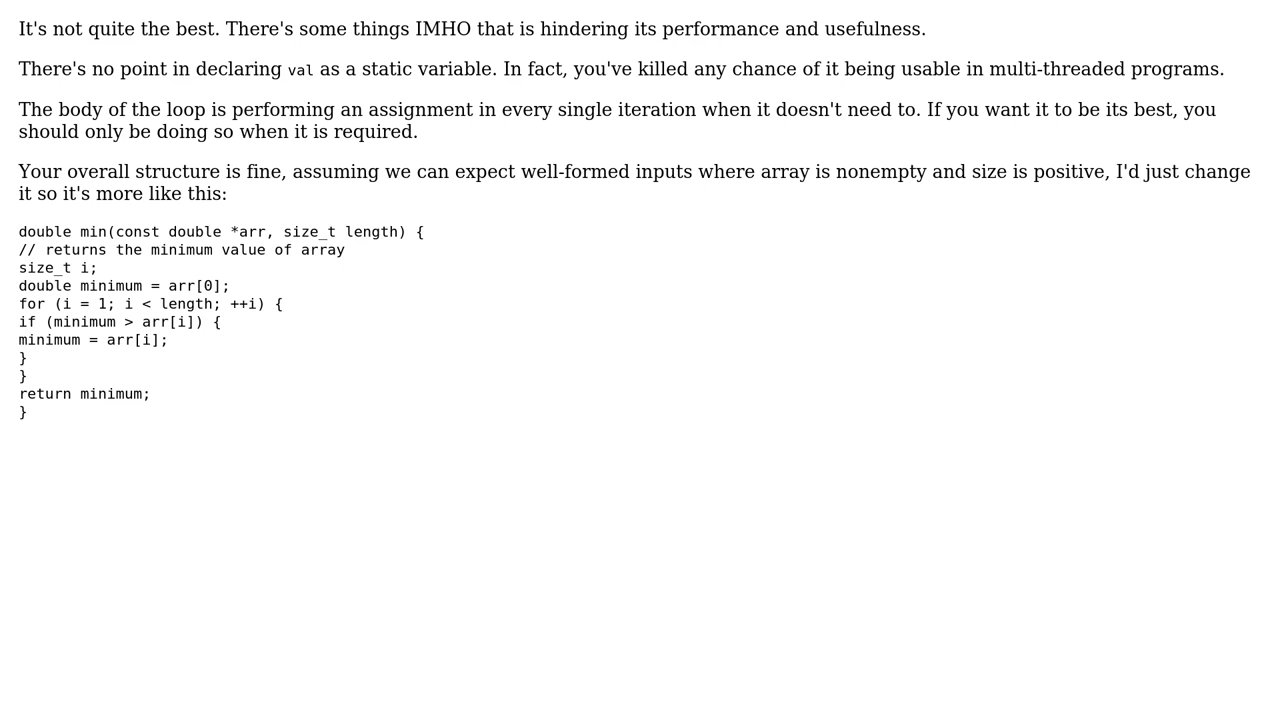 It's not quite the best. There's some things IMHO that is hindering its performance and usefulness.
There's no point in declaring val as a static variable. In fact, you've killed any chance of it being usable in multi-threaded programs.
The body of the loop is performing an assignment in every single iteration when it doesn't need to. If you want it to be its best, you
should only be doing so when it is required.
Your overall structure is fine, assuming we can expect well-formed inputs where array is nonempty and size is positive, I'd just change
it so it's more like this:
double min(const double *arr, size_t length) {
// returns the minimum value of array
size_t i;
double minimum = arr[0];
for (i = 1; i < length; ++i) {
if (minimum > arr[i]) {
minimum = arr[i];
}
}
return minimum;
}